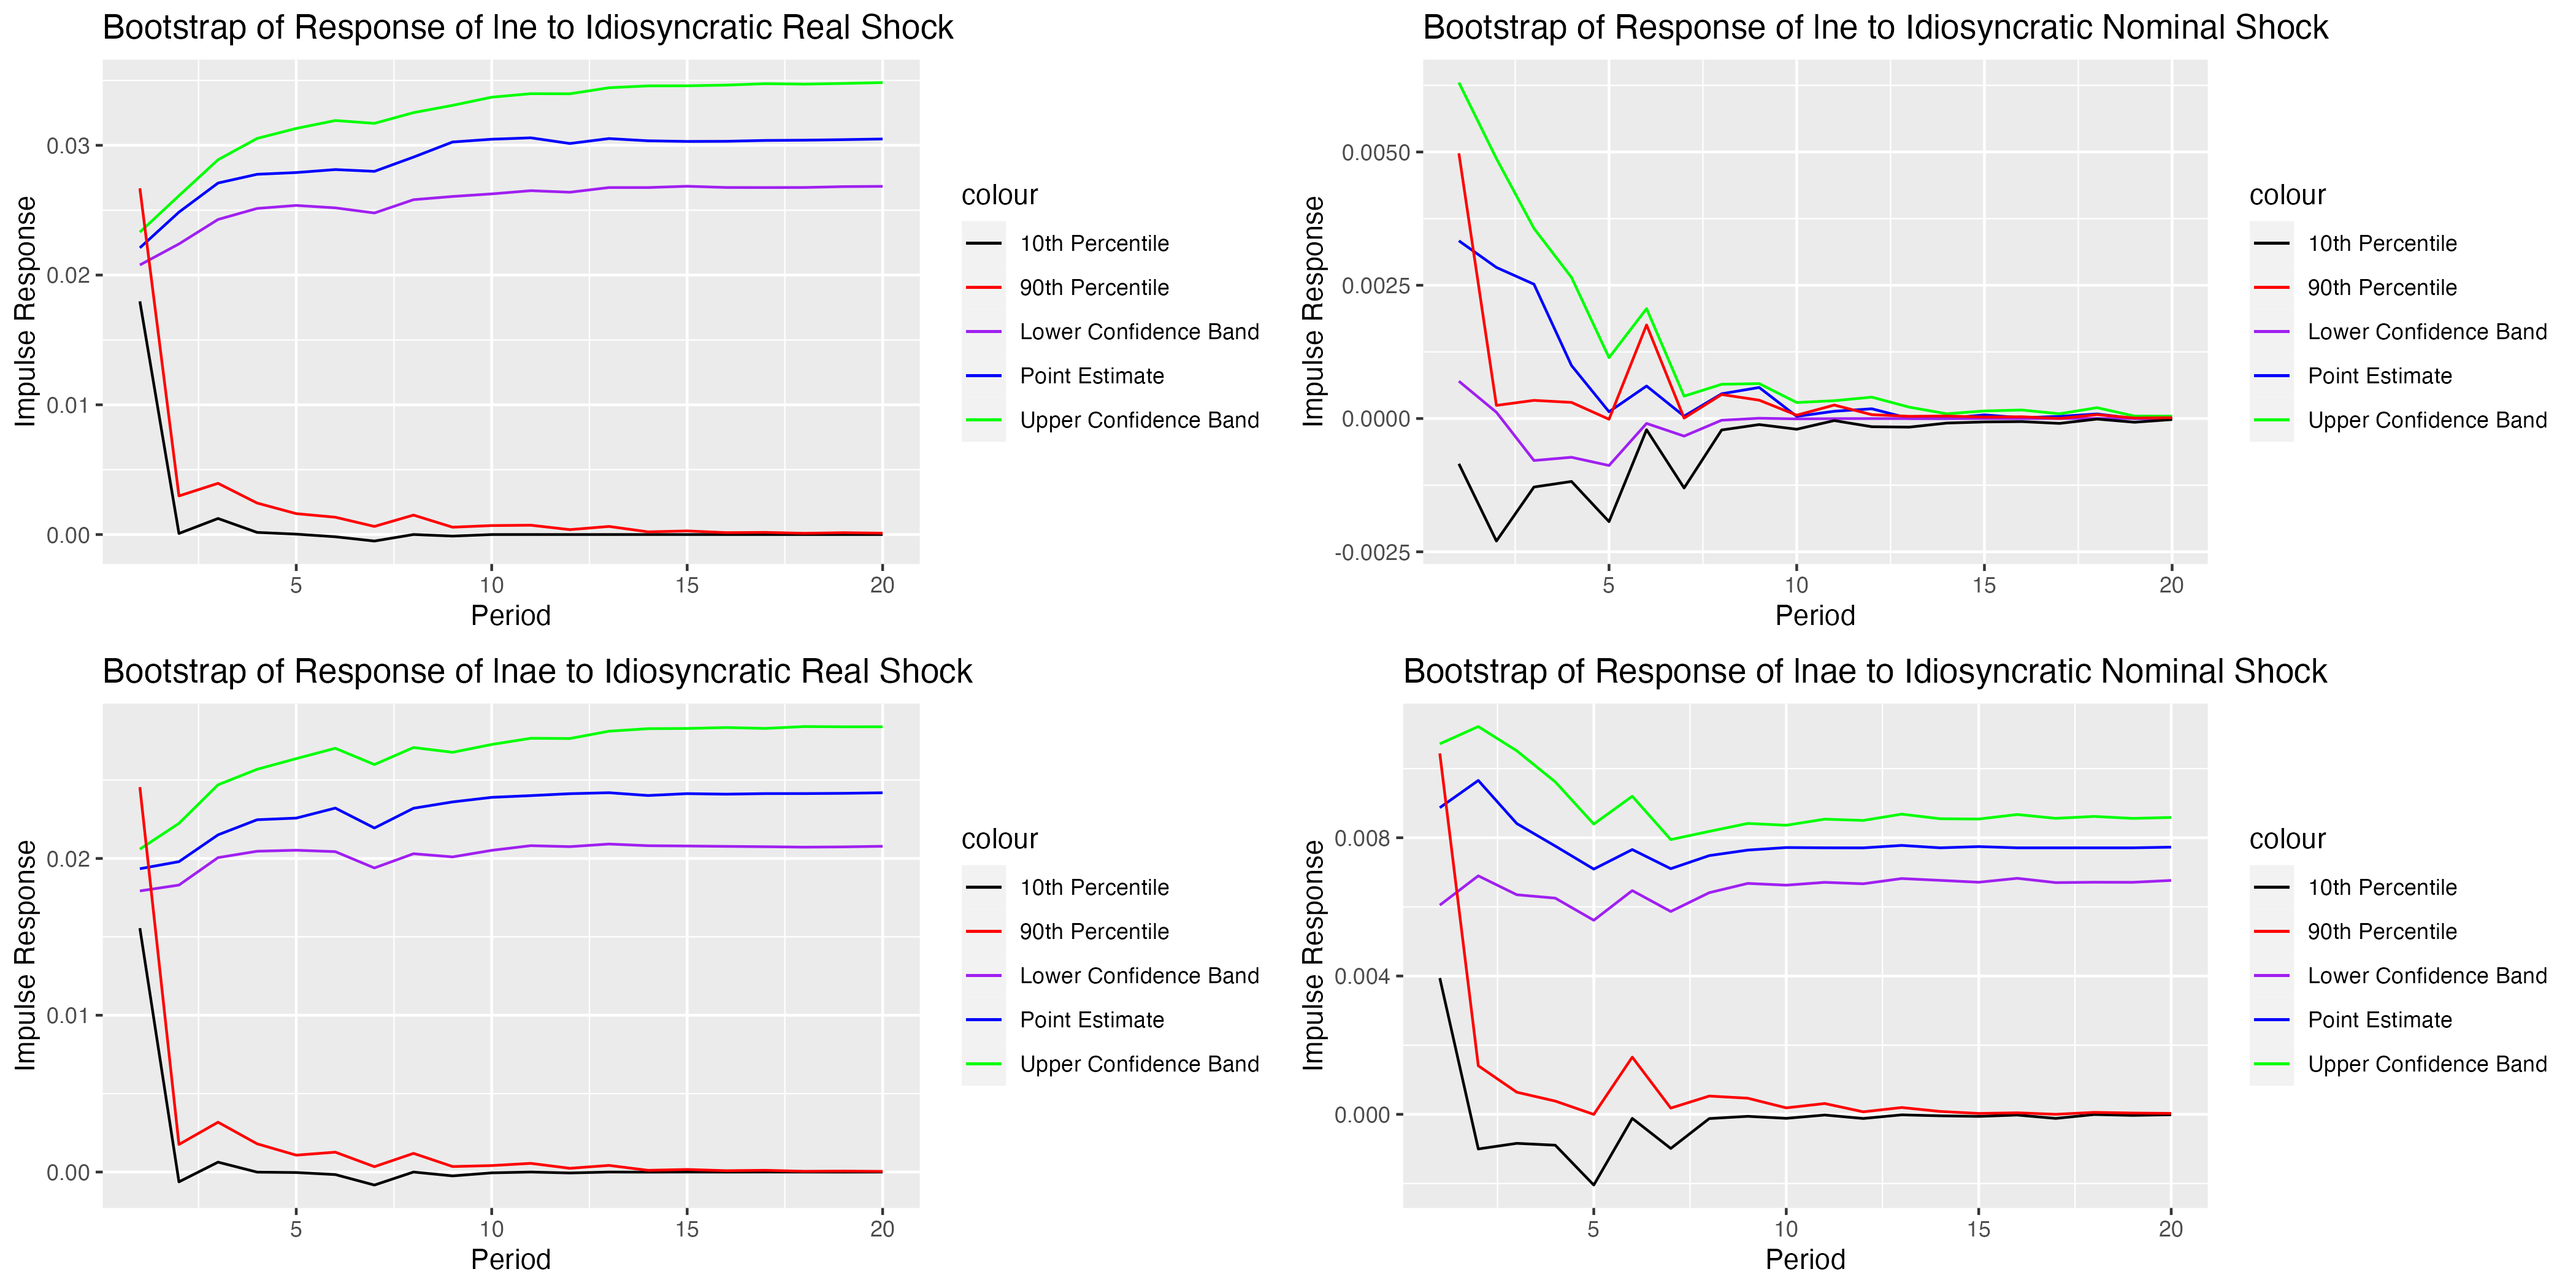 Bootstrap of Response of lne to Idiosyncratic Real Shock
Impulse Response
0.03
0.02
0.01
0.00
5 10 15 20
Period
colour
10th Percentile
90th Percentile
Lower Confidence Band
Point Estimate
Upper Confidence Band
Bootstrap of Response of lne to Idiosyncratic Nominal Shock
Impulse Response
0.0050
0.0025
0.0000
-0.0025
5 10 15 20
Period
colour
10th Percentile
90th Percentile
Lower Confidence Band
Point Estimate
Upper Confidence Band
Bootstrap of Response of lnae to Idiosyncratic Real Shock
Impulse Response
0.02
0.01
0.00
5 10 15 20
Period
colour
10th Percentile
90th Percentile
Lower Confidence Band
Point Estimate
Upper Confidence Band
Bootstrap of Response of lnae to Idiosyncratic Nominal Shock
Impulse Response
0.008
0.004
0.000
5 10 15 20
Period
colour
10th Percentile
90th Percentile
Lower Confidence Band
Point Estimate
Upper Confidence Band